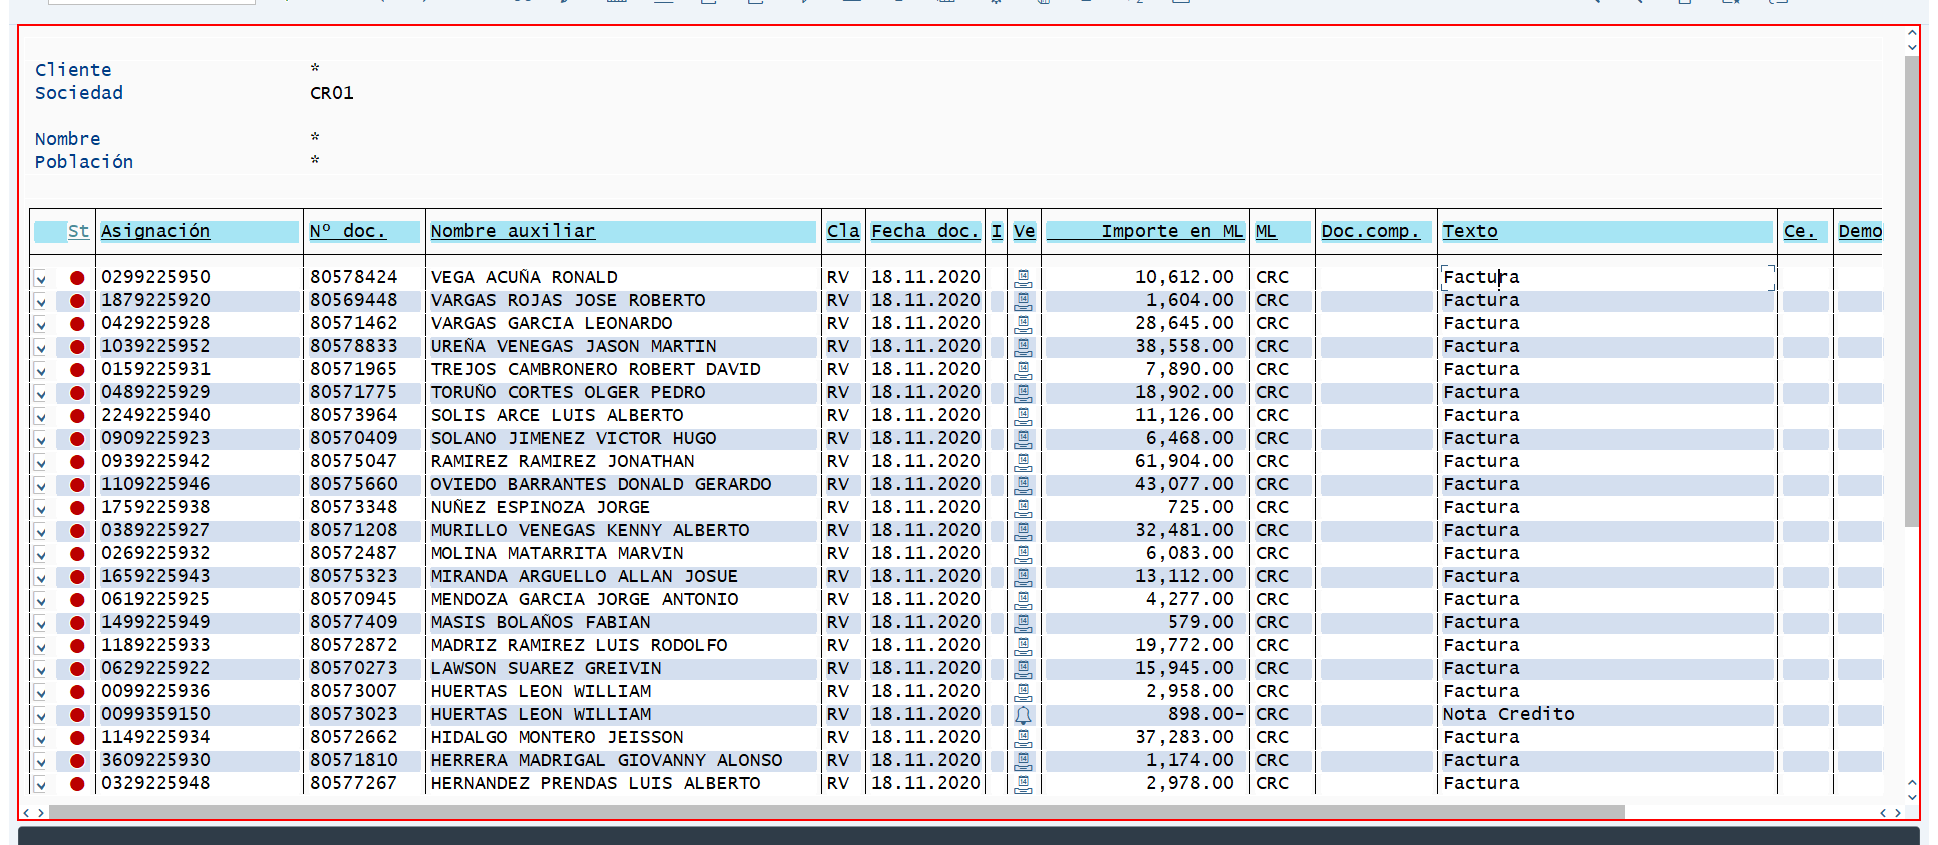 Cliente *
Sociedad CR01
Nombre *
Población *
St Asignación Nº doc. Nombre auxiliar Cla Fecha doc. I Ve Importe en ML ML Doc.comp. Texto Ce. Demo
0299225950 80578424 VEGA ACUÑA RONALD RV 18.11.2020 10,612.00 CRC Factura
1879225920 80569448 VARGAS ROJAS JOSE ROBERTO RV 18.11.2020 1,604.00 CRC Factura
0429225928 80571462 VARGAS GARCIA LEONARDO RV 18.11.2020 28,645.00 CRC Factura
1039225952 80578833 UREÑA VENEGAS JASON MARTIN RV 18.11.2020 38,558.00 CRC Factura
0159225931 80571965 TREJOS CAMBRONERO ROBERT DAVID RV 18.11.2020 7,890.00 CRC Factura
0489225929 80571775 TORUÑO CORTES OLGER PEDRO RV 18.11.2020 18,902.00 CRC Factura
2249225940 80573964 SOLIS ARCE LUIS ALBERTO RV 18.11.2020 11,126.00 CRC Factura
0909225923 80570409 SOLANO JIMENEZ VICTOR HUGO RV 18.11.2020 6,468.00 CRC Factura
0939225942 80575047 RAMIREZ RAMIREZ JONATHAN RV 18.11.2020 61,904.00 CRC Factura
1109225946 80575660 OVIEDO BARRANTES DONALD GERARDO RV 18.11.2020 43,077.00 CRC Factura
1759225938 80573348 NUÑEZ ESPINOZA JORGE RV 18.11.2020 725.00 CRC Factura
0389225927 80571208 MURILLO VENEGAS KENNY ALBERTO RV 18.11.2020 32,481.00 CRC Factura
0269225932 80572487 MOLINA MATARRITA MARVIN RV 18.11.2020 6,083.00 CRC Factura
1659225943 80575323 MIRANDA ARGUELLO ALLAN JOSUE RV 18.11.2020 13,112.00 CRC Factura
0619225925 80570945 MENDOZA GARCIA JORGE ANTONIO RV 18.11.2020 4,277.00 CRC Factura
1499225949 80577409 MASIS BOLAÑOS FABIAN RV 18.11.2020 579.00 CRC Factura
1189225933 80572872 MADRIZ RAMIREZ LUIS RODOLFO RV 18.11.2020 19,772.00 CRC Factura
0629225922 80570273 LAWSON SUAREZ GREIVIN RV 18.11.2020 15,945.00 CRC Factura
0099225936 80573007 HUERTAS LEON WILLIAM RV 18.11.2020 2,958.00 CRC Factura
0099359150 80573023 HUERTAS LEON WILLIAM RV 18.11.2020 898.00- CRC Nota Credito
1149225934 80572662 HIDALGO MONTERO JEISSON RV 18.11.2020 37,283.00 CRC Factura
3609225930 80571810 HERRERA MADRIGAL GIOVANNY ALONSO RV 18.11.2020 1,174.00 CRC Factura
0329225948 80577267 HERNANDEZ PRENDAS LUIS ALBERTO RV 18.11.2020 2,978.00 CRC Factura